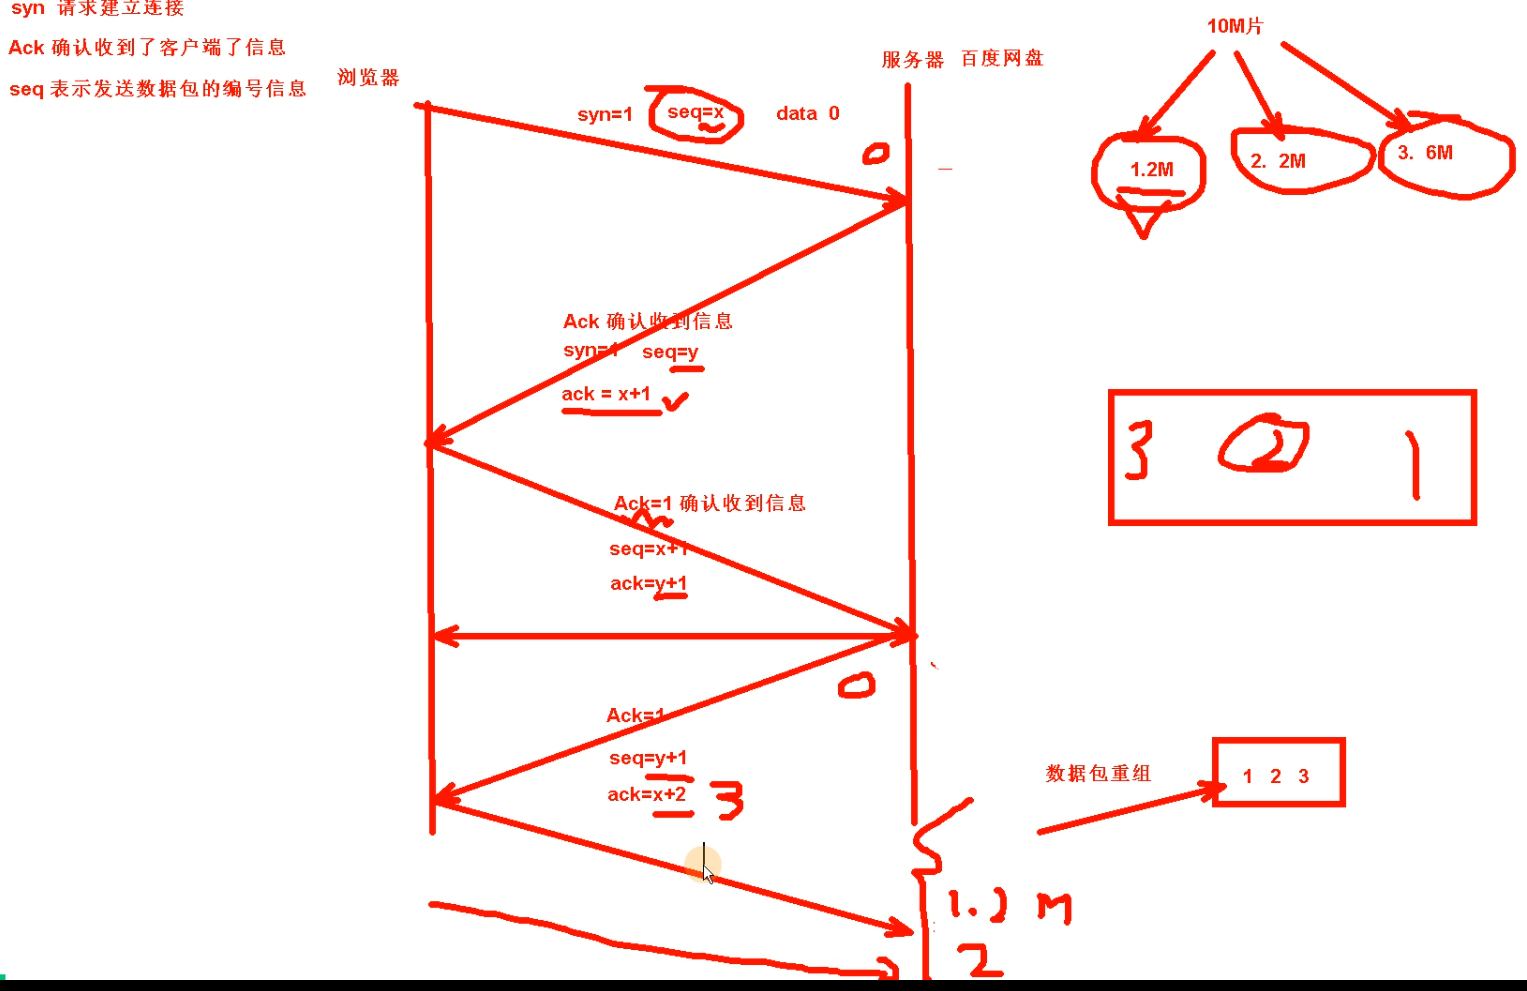 syn 请求建立连接
Ack 确认收到了客户端了信息
seq 表示发送数据包的编号信息
浏览器
服务器 百度网盘
syn=1 seq=x data 0
0
Ack 确认收到信息
syn=1 seq=y
ack = x+1
Ack=1 确认收到信息
seq=x+1
ack=y+1
0
Ack=1
seq=y+1
ack=x+2 3
10M片
1.2M 2. 2M 3. 6M
3 2 1
数据包重组 1 2 3
M
2